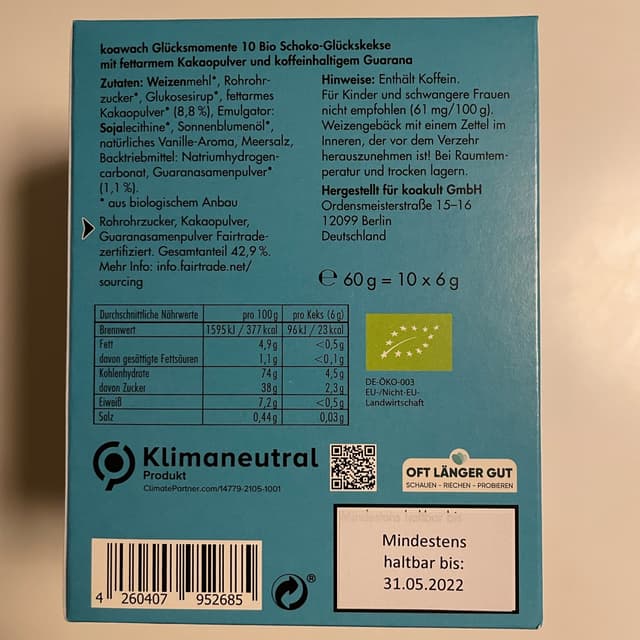 koawach Glücksmomente 10 Bio Schoko-Glückskekse
mit fettarmem Kakaopulver und koffeinhaltigem Guarana
Zutaten: Weizenmehl*, Rohrohr-
zucker*, Glukosesirup*, fettarmes
Kakaopulver* (8,8 %), Emulgator:
Sojalecithine*, Sonnenblumenöl*,
natürliches Vanille-Aroma, Meersalz,
Backtriebmittel: Natriumhydrogen-
carbonat, Guaranasamenpulver*
(1,1 %).
* aus biologischem Anbau
Rohrohrzucker, Kakaopulver,
Guaranasamenpulver Fairtrade-
zertifiziert. Gesamtanteil 42,9 %.
Mehr Info: info.fairtrade.net/
sourcing
Hinweise: Enthält Koffein.
Für Kinder und schwangere Frauen
nicht empfohlen (61 mg/100 g).
Weizengebäck mit einem Zettel im
Inneren, der vor dem Verzehr
herauszunehmen ist! Bei Raumtem-
peratur und trocken lagern.
Hergestellt für koakult GmbH
Ordensmeisterstraße 15–16
12099 Berlin
Deutschland
℮ 60 g = 10 x 6 g
Durchschnittliche Nährwerte pro 100 g pro Keks (6 g)
Brennwert 1595 kJ / 377 kcal 96 kJ / 23 kcal
Fett 4,9 g <0,5 g
davon gesättigte Fettsäuren 1,1 g <0,1 g
Kohlenhydrate 74 g 4,5 g
davon Zucker 38 g 2,3 g
Eiweiß 7,2 g <0,5 g
Salz 0,44 g 0,03 g
DE-ÖKO-003
EU-/Nicht-EU-
Landwirtschaft
Klimaneutral
Produkt
ClimatePartner.com/14779-2105-1001
OFT LÄNGER GUT
SCHAUEN – RIECHEN – PROBIEREN
Mindestens haltbar bis:
Mindestens
haltbar bis:
31.05.2022
4 260407 952685
®